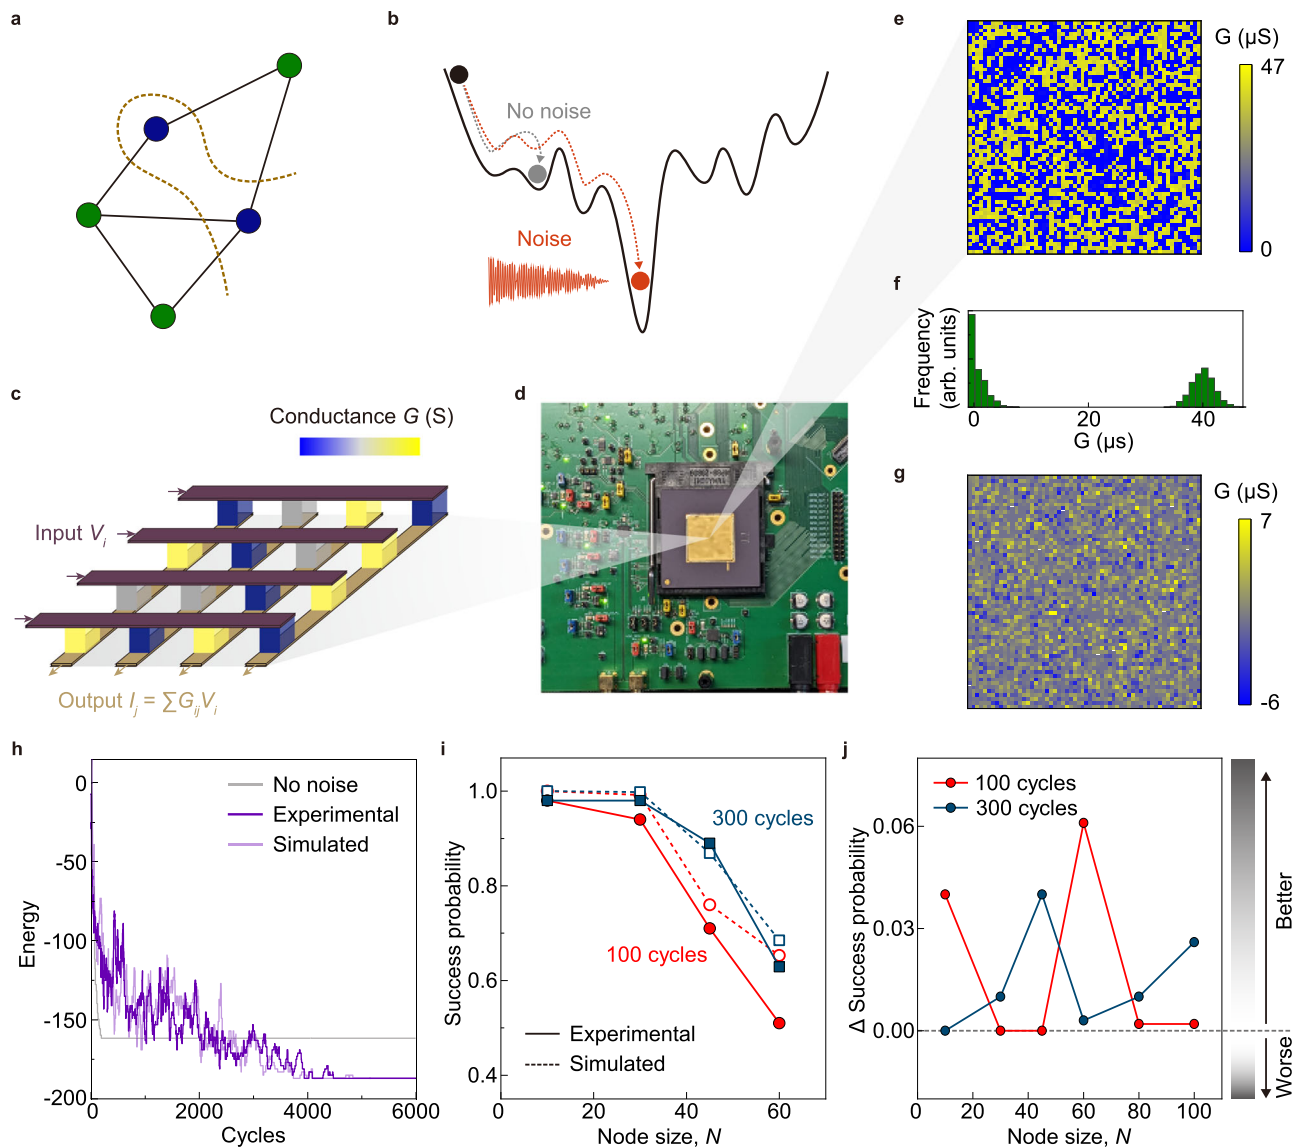 a
b
No noise
Noise
c
Conductance G (S)
Input Vi
Output Ij = ∑GijVi
d
e
G (µS)
47
0
f
Frequency
(arb. units)
0
20
40
G (µs)
g
G (µS)
7
-6
h
0
-50
-100
-150
-200
Energy
No noise
Experimental
Simulated
0
2000
4000
6000
Cycles
i
1.0
0.8
0.6
0.4
Success probability
300 cycles
100 cycles
Experimental
Simulated
0
20
40
60
Node size, N
j
100 cycles
300 cycles
0.06
0.03
0.00
Δ Success probability
0
20
40
60
80
100
Node size, N
Better
Worse